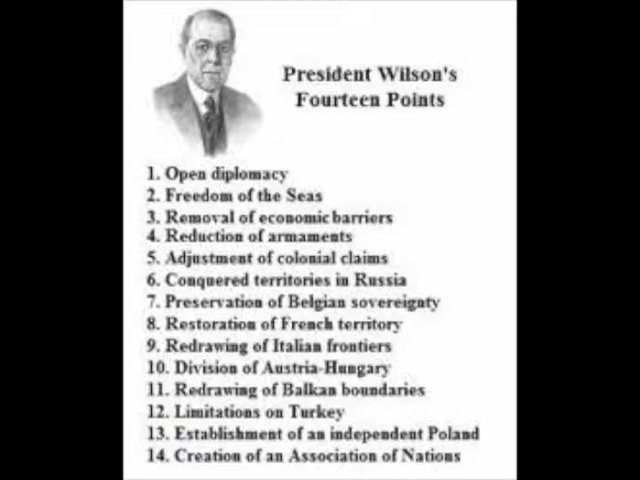 President Wilson's
Fourteen Points
1. Open diplomacy
2. Freedom of the Seas
3. Removal of economic barriers
4. Reduction of armaments
5. Adjustment of colonial claims
6. Conquered territories in Russia
7. Preservation of Belgian sovereignty
8. Restoration of French territory
9. Redrawing of Italian frontiers
10. Division of Austria-Hungary
11. Redrawing of Balkan boundaries
12. Limitations on Turkey
13. Establishment of an independent Poland
14. Creation of an Association of Nations